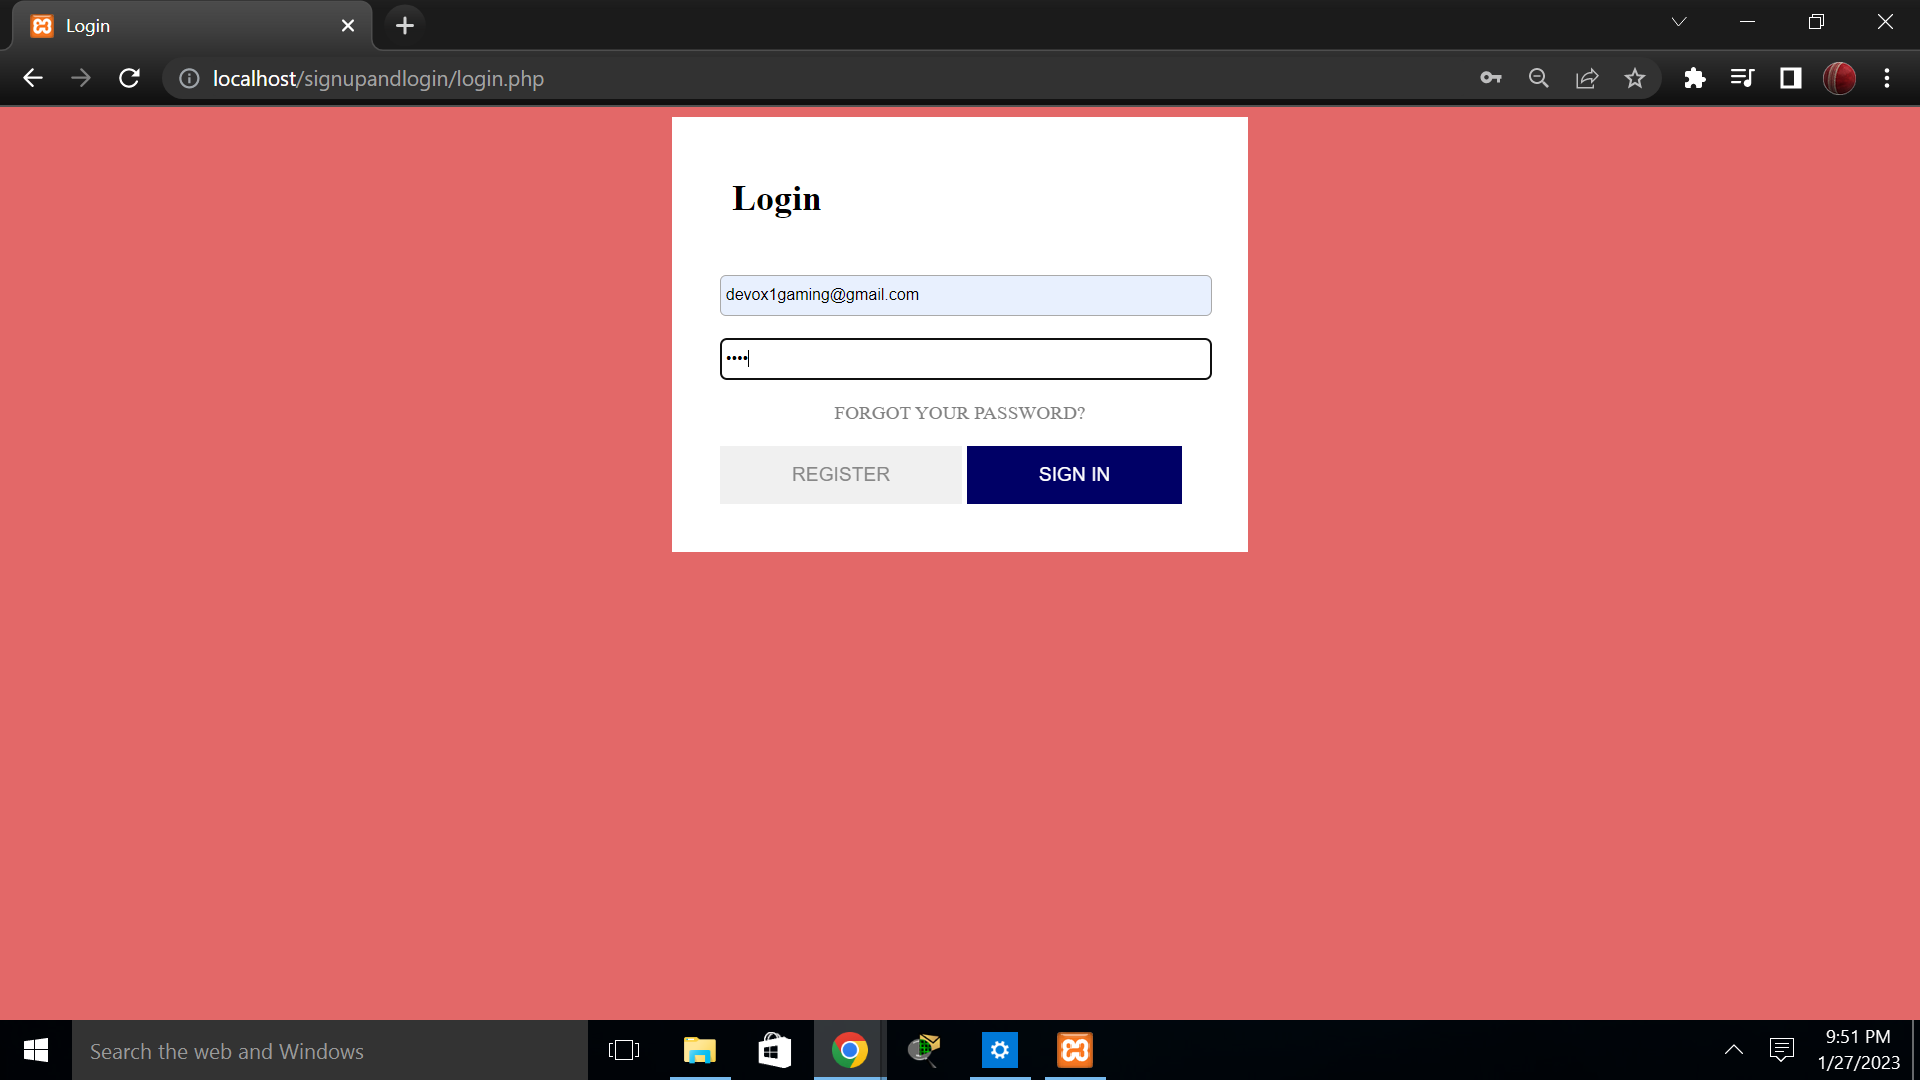 Login
localhost/signupandlogin/login.php
Login
devox1gaming@gmail.com
••••
FORGOT YOUR PASSWORD?
REGISTER SIGN IN
Search the web and Windows
9:51 PM
1/27/2023